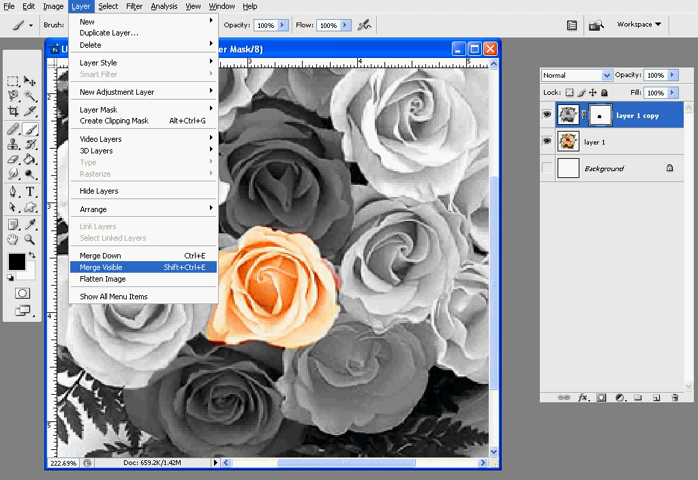 File Edit Image Layer Select Filter Analysis View Window Help
Brush: Opacity: 100% Flow: 100% Workspace
Mask/8)
New
Duplicate Layer...
Delete
Layer Style
Smart Filter
New Adjustment Layer
Layer Mask
Create Clipping Mask Alt+Ctrl+G
Video Layers
3D Layers
Type
Rasterize
Hide Layers
Arrange
Link Layers
Select Linked Layers
Merge Down Ctrl+E
Merge Visible Shift+Ctrl+E
Flatten Image
Show All Menu Items
222.69% Doc: 659.2K/1.42M
Normal Opacity: 100%
Lock: Fill: 100%
layer 1 copy
layer 1
Background